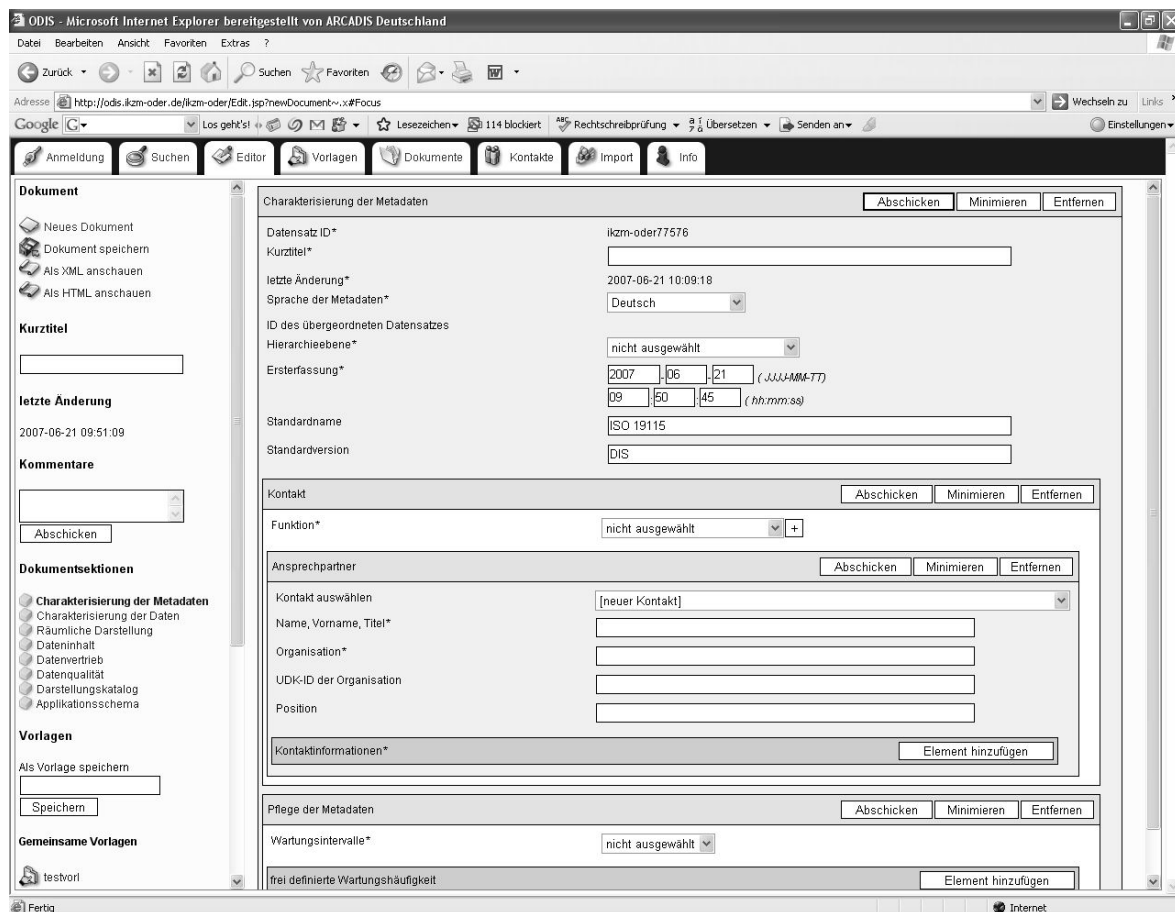 ODIS - Microsoft Internet Explorer bereitgestellt von ARCADIS Deutschland
Datei Bearbeiten Ansicht Favoriten Extras ?
Zurück Suchen Favoriten
Adresse http://odis.ikzm-oder.de/ikzm-oder/Edit.jsp?newDocument~.x#Focus Wechseln zu Links
Google Los geht's! Lesezeichen 114 blockiert Rechtschreibprüfung Übersetzen Senden an Einstellungen
Anmeldung Suchen Editor Vorlagen Dokumente Kontakte Import Info
Dokument
Neues Dokument
Dokument speichern
Als XML anschauen
Als HTML anschauen
Kurztitel
letzte Änderung
2007-06-21 09:51:09
Kommentare
Abschicken
Dokumentsektionen
Charakterisierung der Metadaten
Charakterisierung der Daten
Räumliche Darstellung
Dateninhalt
Datenvertrieb
Datenqualität
Darstellungskatalog
Applikationsschema
Vorlagen
Als Vorlage speichern
Speichern
Gemeinsame Vorlagen
testvorl
Charakterisierung der Metadaten Abschicken Minimieren Entfernen
Datensatz ID* ikzm-oder77576
Kurztitel*
letzte Änderung* 2007-06-21 10:09:18
Sprache der Metadaten* Deutsch
ID des übergeordneten Datensatzes
Hierarchieebene* nicht ausgewählt
Ersterfassung* 2007 - 06 - 21 ( JJJJ-MM-TT)
09 : 50 : 45 ( hh:mm:ss)
Standardname ISO 19115
Standardversion DIS
Kontakt Abschicken Minimieren Entfernen
Funktion* nicht ausgewählt +
Ansprechpartner Abschicken Minimieren Entfernen
Kontakt auswählen [neuer Kontakt]
Name, Vorname, Titel*
Organisation*
UDK-ID der Organisation
Position
Kontaktinformationen* Element hinzufügen
Pflege der Metadaten Abschicken Minimieren Entfernen
Wartungsintervalle* nicht ausgewählt
frei definierte Wartungshäufigkeit Element hinzufügen
Fertig Internet